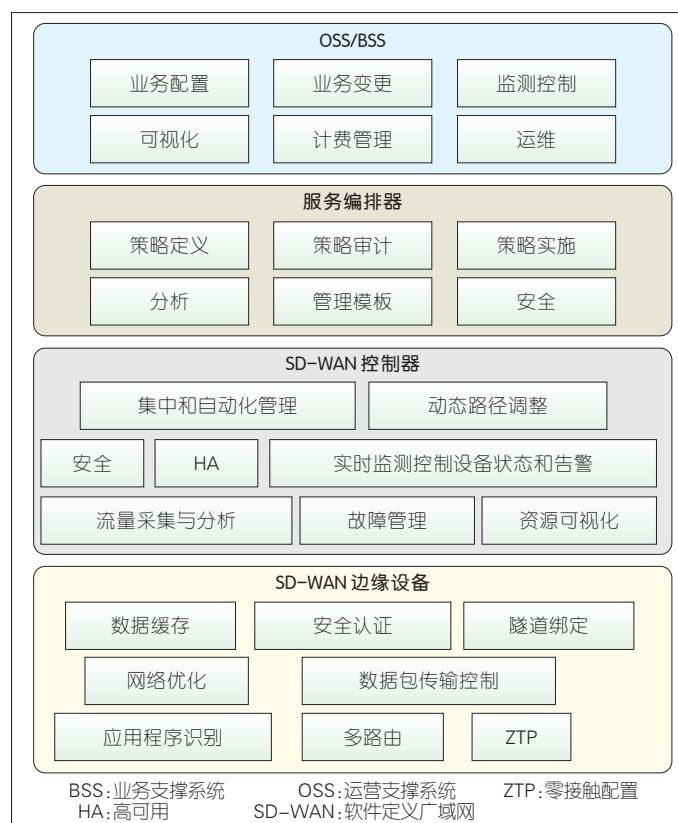 OSS/BSS
业务配置 业务变更 监测控制
可视化 计费管理 运维
服务编排器
策略定义 策略审计 策略实施
分析 管理模板 安全
SD-WAN 控制器
集中和自动化管理 动态路径调整
安全 HA 实时监测控制设备状态和告警
流量采集与分析 故障管理 资源可视化
SD-WAN 边缘设备
数据缓存 安全认证 隧道绑定
网络优化 数据包传输控制
应用程序识别 多路由 ZTP
BSS:业务支撑系统 OSS:运营支撑系统 ZTP:零接触配置
HA:高可用 SD-WAN:软件定义广域网